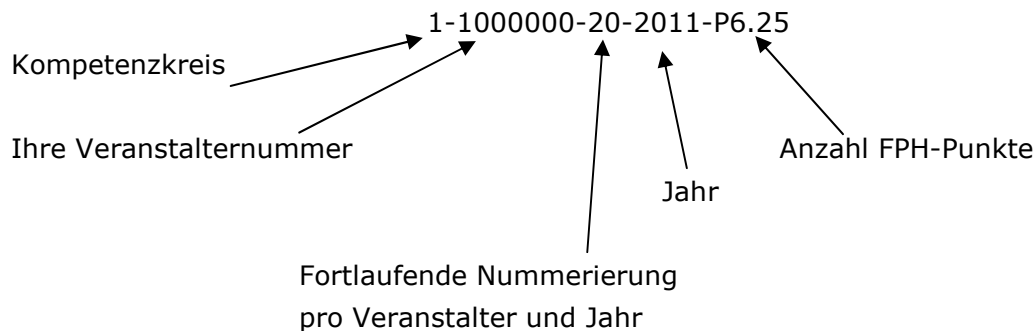 1-1000000-20-2011-P6.25
Kompetenzkreis
Ihre Veranstalternummer
Anzahl FPH-Punkte
Jahr
Fortlaufende Nummerierung
pro Veranstalter und Jahr